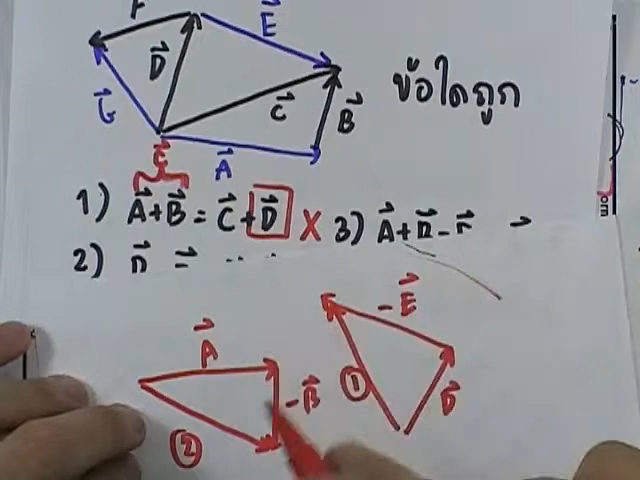 F⃗ E⃗
D⃗
G⃗ C⃗ B⃗ ข้อใดถูก
C⃗ A⃗
1) A⃗+B⃗ = C⃗+D⃗ X 3) A⃗+
2)
-E⃗
A⃗
① D⃗
-B⃗
②